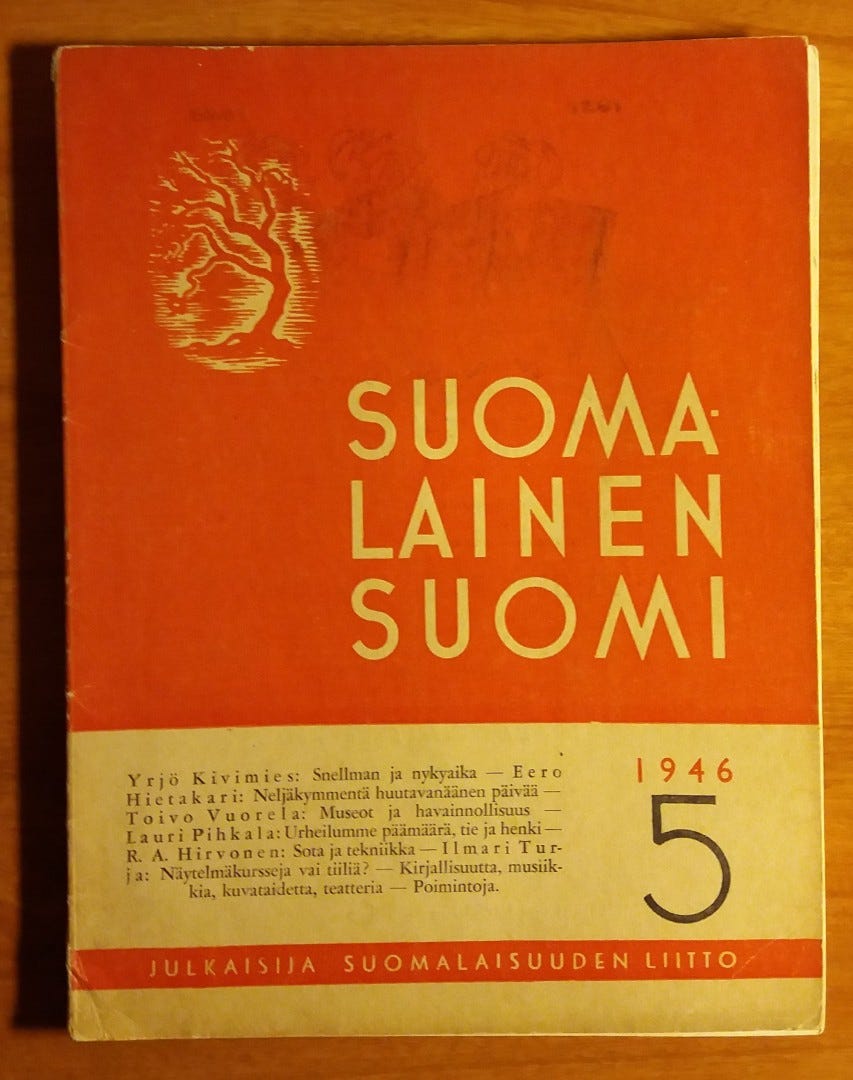 SUOMA-
LAINEN
SUOMI
Yrjö Kivimies: Snellman ja nykyaika — Eero
Hietakari: Neljäkymmentä huutavanäänen päivää —
Toivo Vuorela: Museot ja havainnollisuus —
Lauri Pihkala: Urheilumme päämäärä, tie ja henki —
R. A. Hirvonen: Sota ja tekniikka — Ilmari Tur-
ja: Näytelmäkursseja vai tiiliä? — Kirjallisuutta, musiik-
kia, kuvataidetta, teatteria — Poimintoja.
1946
5
JULKAISIJA SUOMALAISUUDEN LIITTO